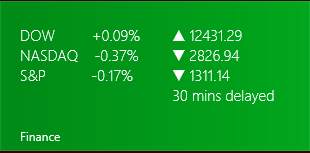 DOW +0.09% ▲ 12431.29
NASDAQ -0.37% ▼ 2826.94
S&P -0.17% ▼ 1311.14
30 mins delayed
Finance